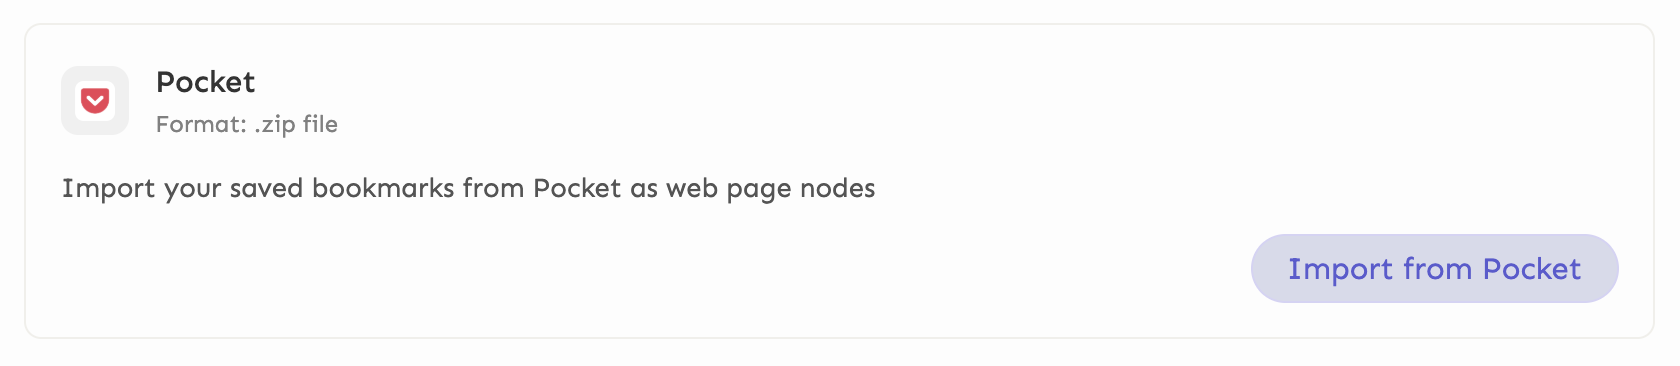 Pocket
Format: .zip file
Import your saved bookmarks from Pocket as web page nodes
Import from Pocket